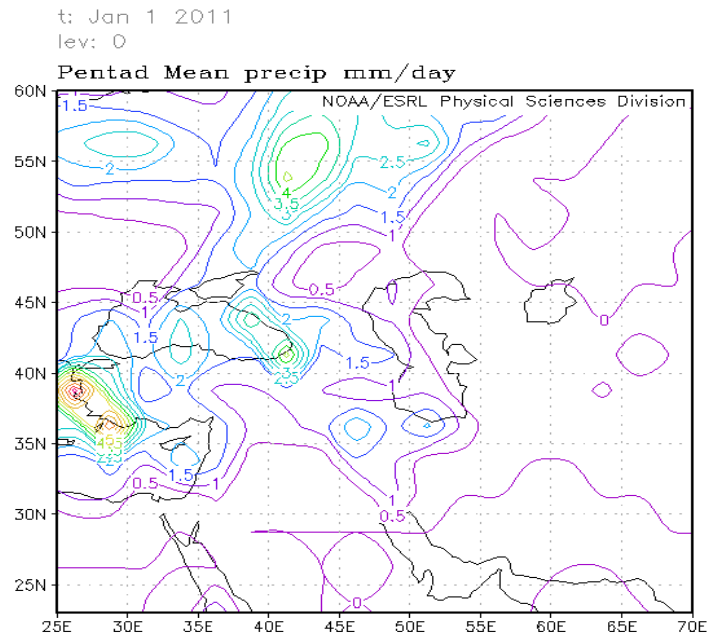 t: Jan 1 2011
lev: 0
Pentad Mean precip mm/day
NOAA/ESRL Physical Sciences Division
60N
55N
50N
45N
40N
35N
30N
25N
25E 30E 35E 40E 45E 50E 55E 60E 65E 70E
1.5
2
2.5
4
3.5
3
2
1.5
1
0.5
0.5
1
1.5
2
2
0
1.5
1
1.5
0.5
1
1
0.5
0